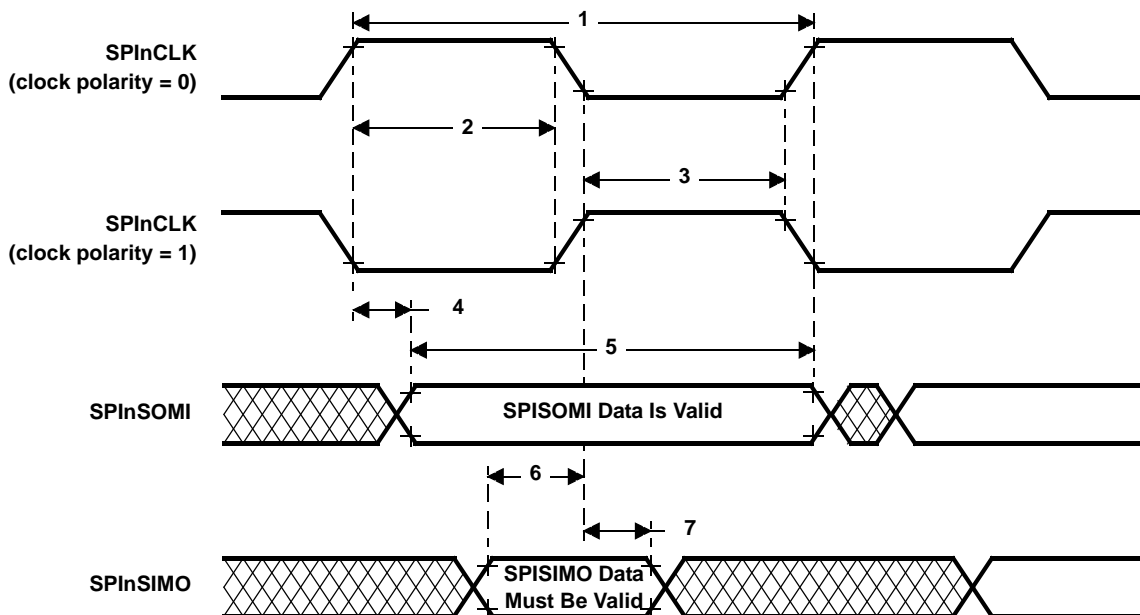 1
SPInCLK
(clock polarity = 0)
2
3
SPInCLK
(clock polarity = 1)
4
5
SPInSOMI
SPISOMI Data Is Valid
6
7
SPInSIMO
SPISIMO Data
Must Be Valid